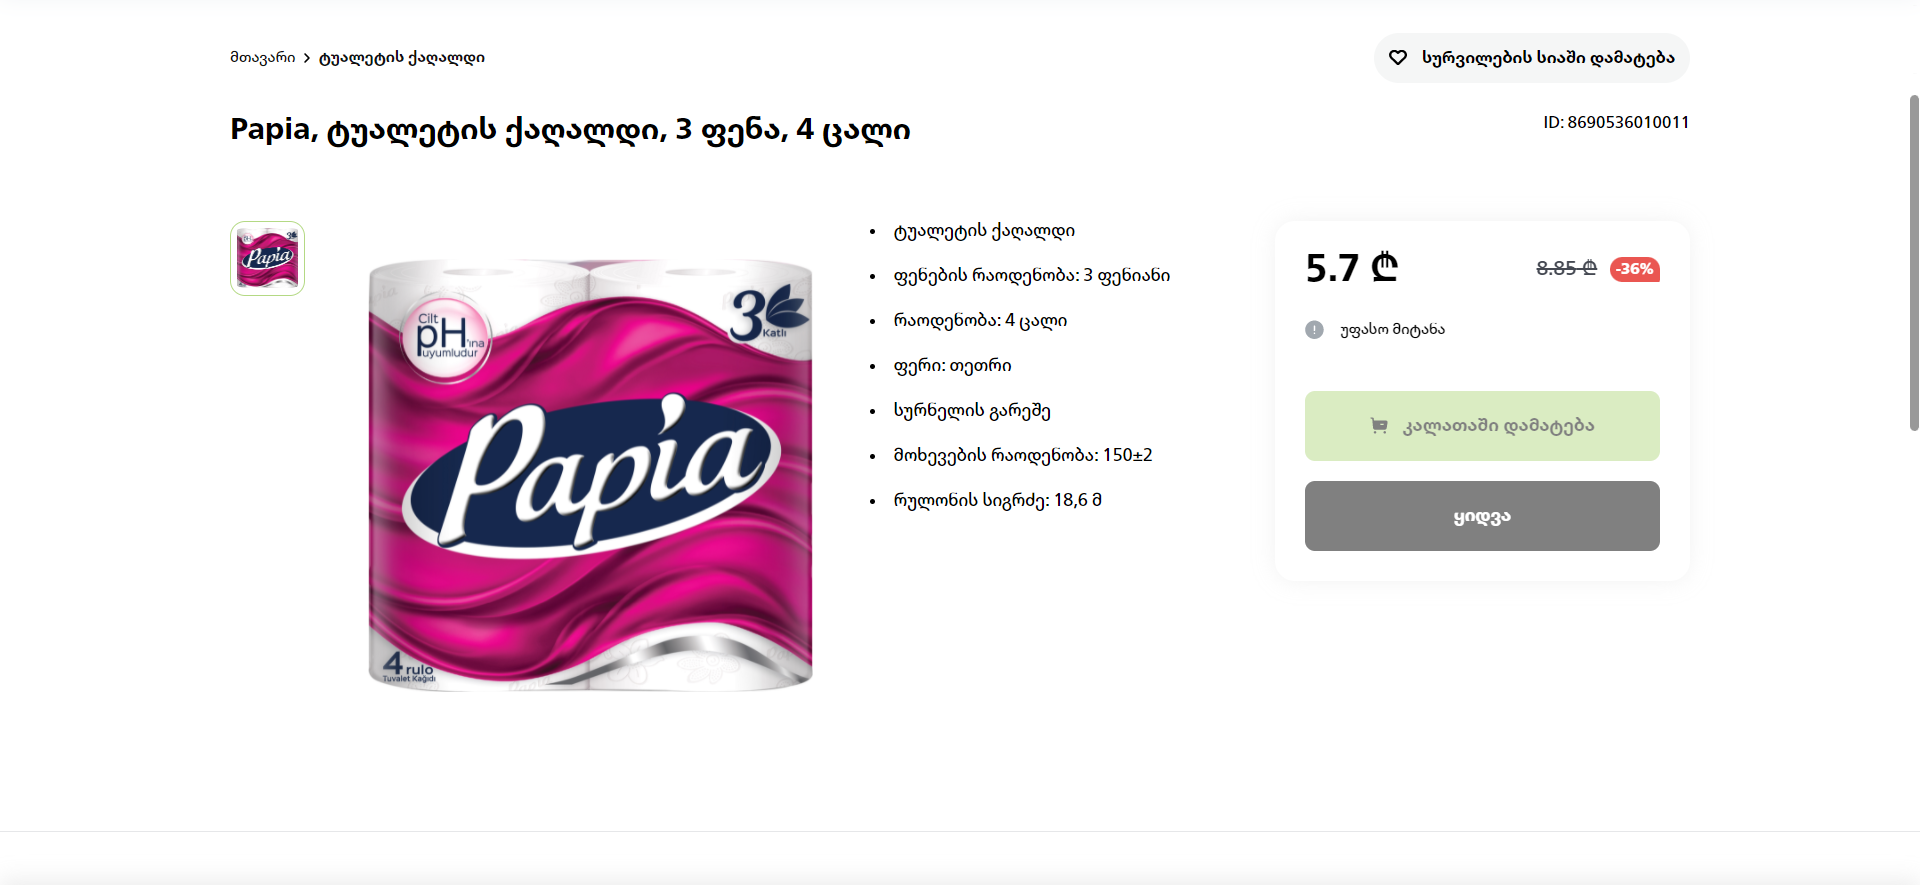 მთავარი > ტუალეტის ქაღალდი
სურვილების სიაში დამატება
Papia, ტუალეტის ქაღალდი, 3 ფენა, 4 ცალი
ID: 8690536010011
Papia
Cilt
pH'ına
uyumludur
3
Katlı
Papia
4 rulo
Tuvalet Kağıdı
• ტუალეტის ქაღალდი
• ფენების რაოდენობა: 3 ფენიანი
• რაოდენობა: 4 ცალი
• ფერი: თეთრი
• სურნელის გარეშე
• მოხევების რაოდენობა: 150±2
• რულონის სიგრძე: 18,6 მ
5.7 ₾ 8.85 ₾ -36%
უფასო მიტანა
კალათაში დამატება
ყიდვა